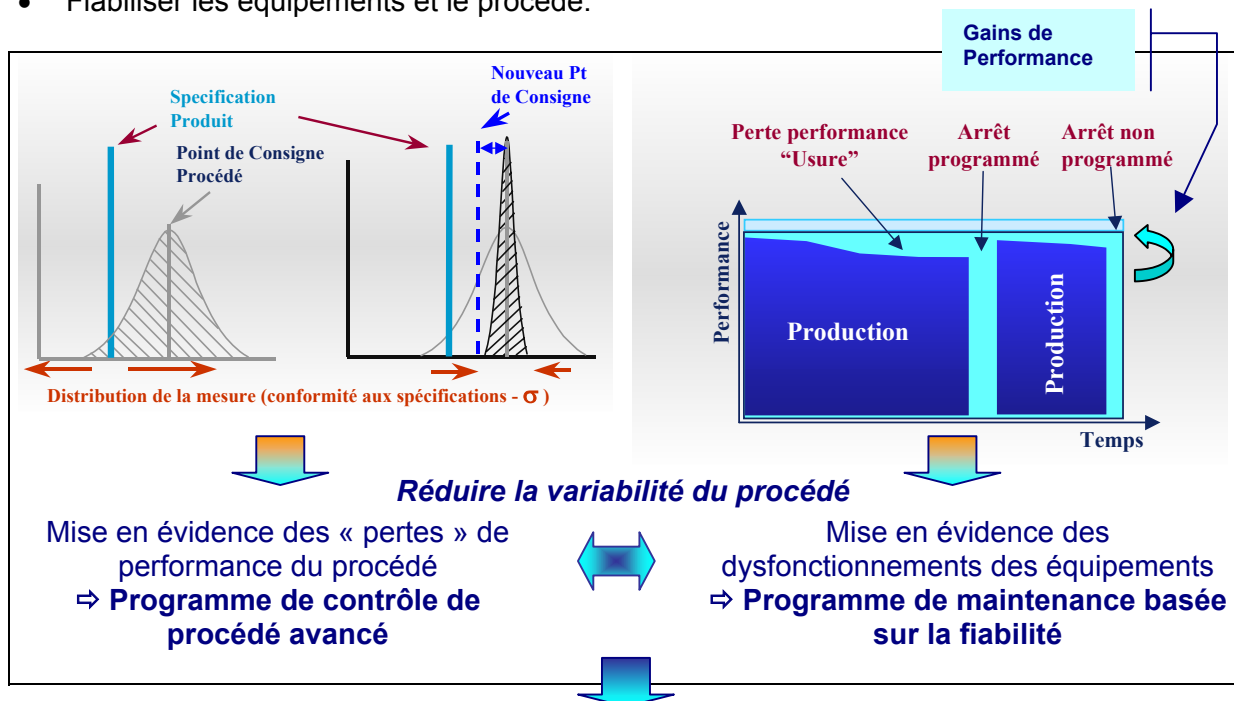 • Fiabiliser les équipements et le procédé.
Gains de
Performance
Nouveau Pt
de Consigne
Specification
Produit
Point de Consigne
Procédé
Distribution de la mesure (conformité aux spécifications - σ )
Perte performance
“Usure”
Arrêt
programmé
Arrêt non
programmé
Performance
Production
Production
Temps
Réduire la variabilité du procédé
Mise en évidence des « pertes » de
performance du procédé
⇨ Programme de contrôle de
procédé avancé
Mise en évidence des
dysfonctionnements des équipements
⇨ Programme de maintenance basée
sur la fiabilité